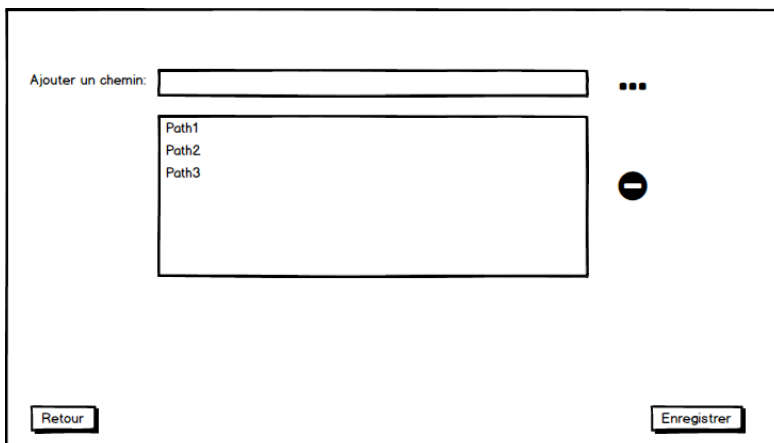 Ajouter un chemin:
Path1
Path2
Path3
Retour
Enregistrer